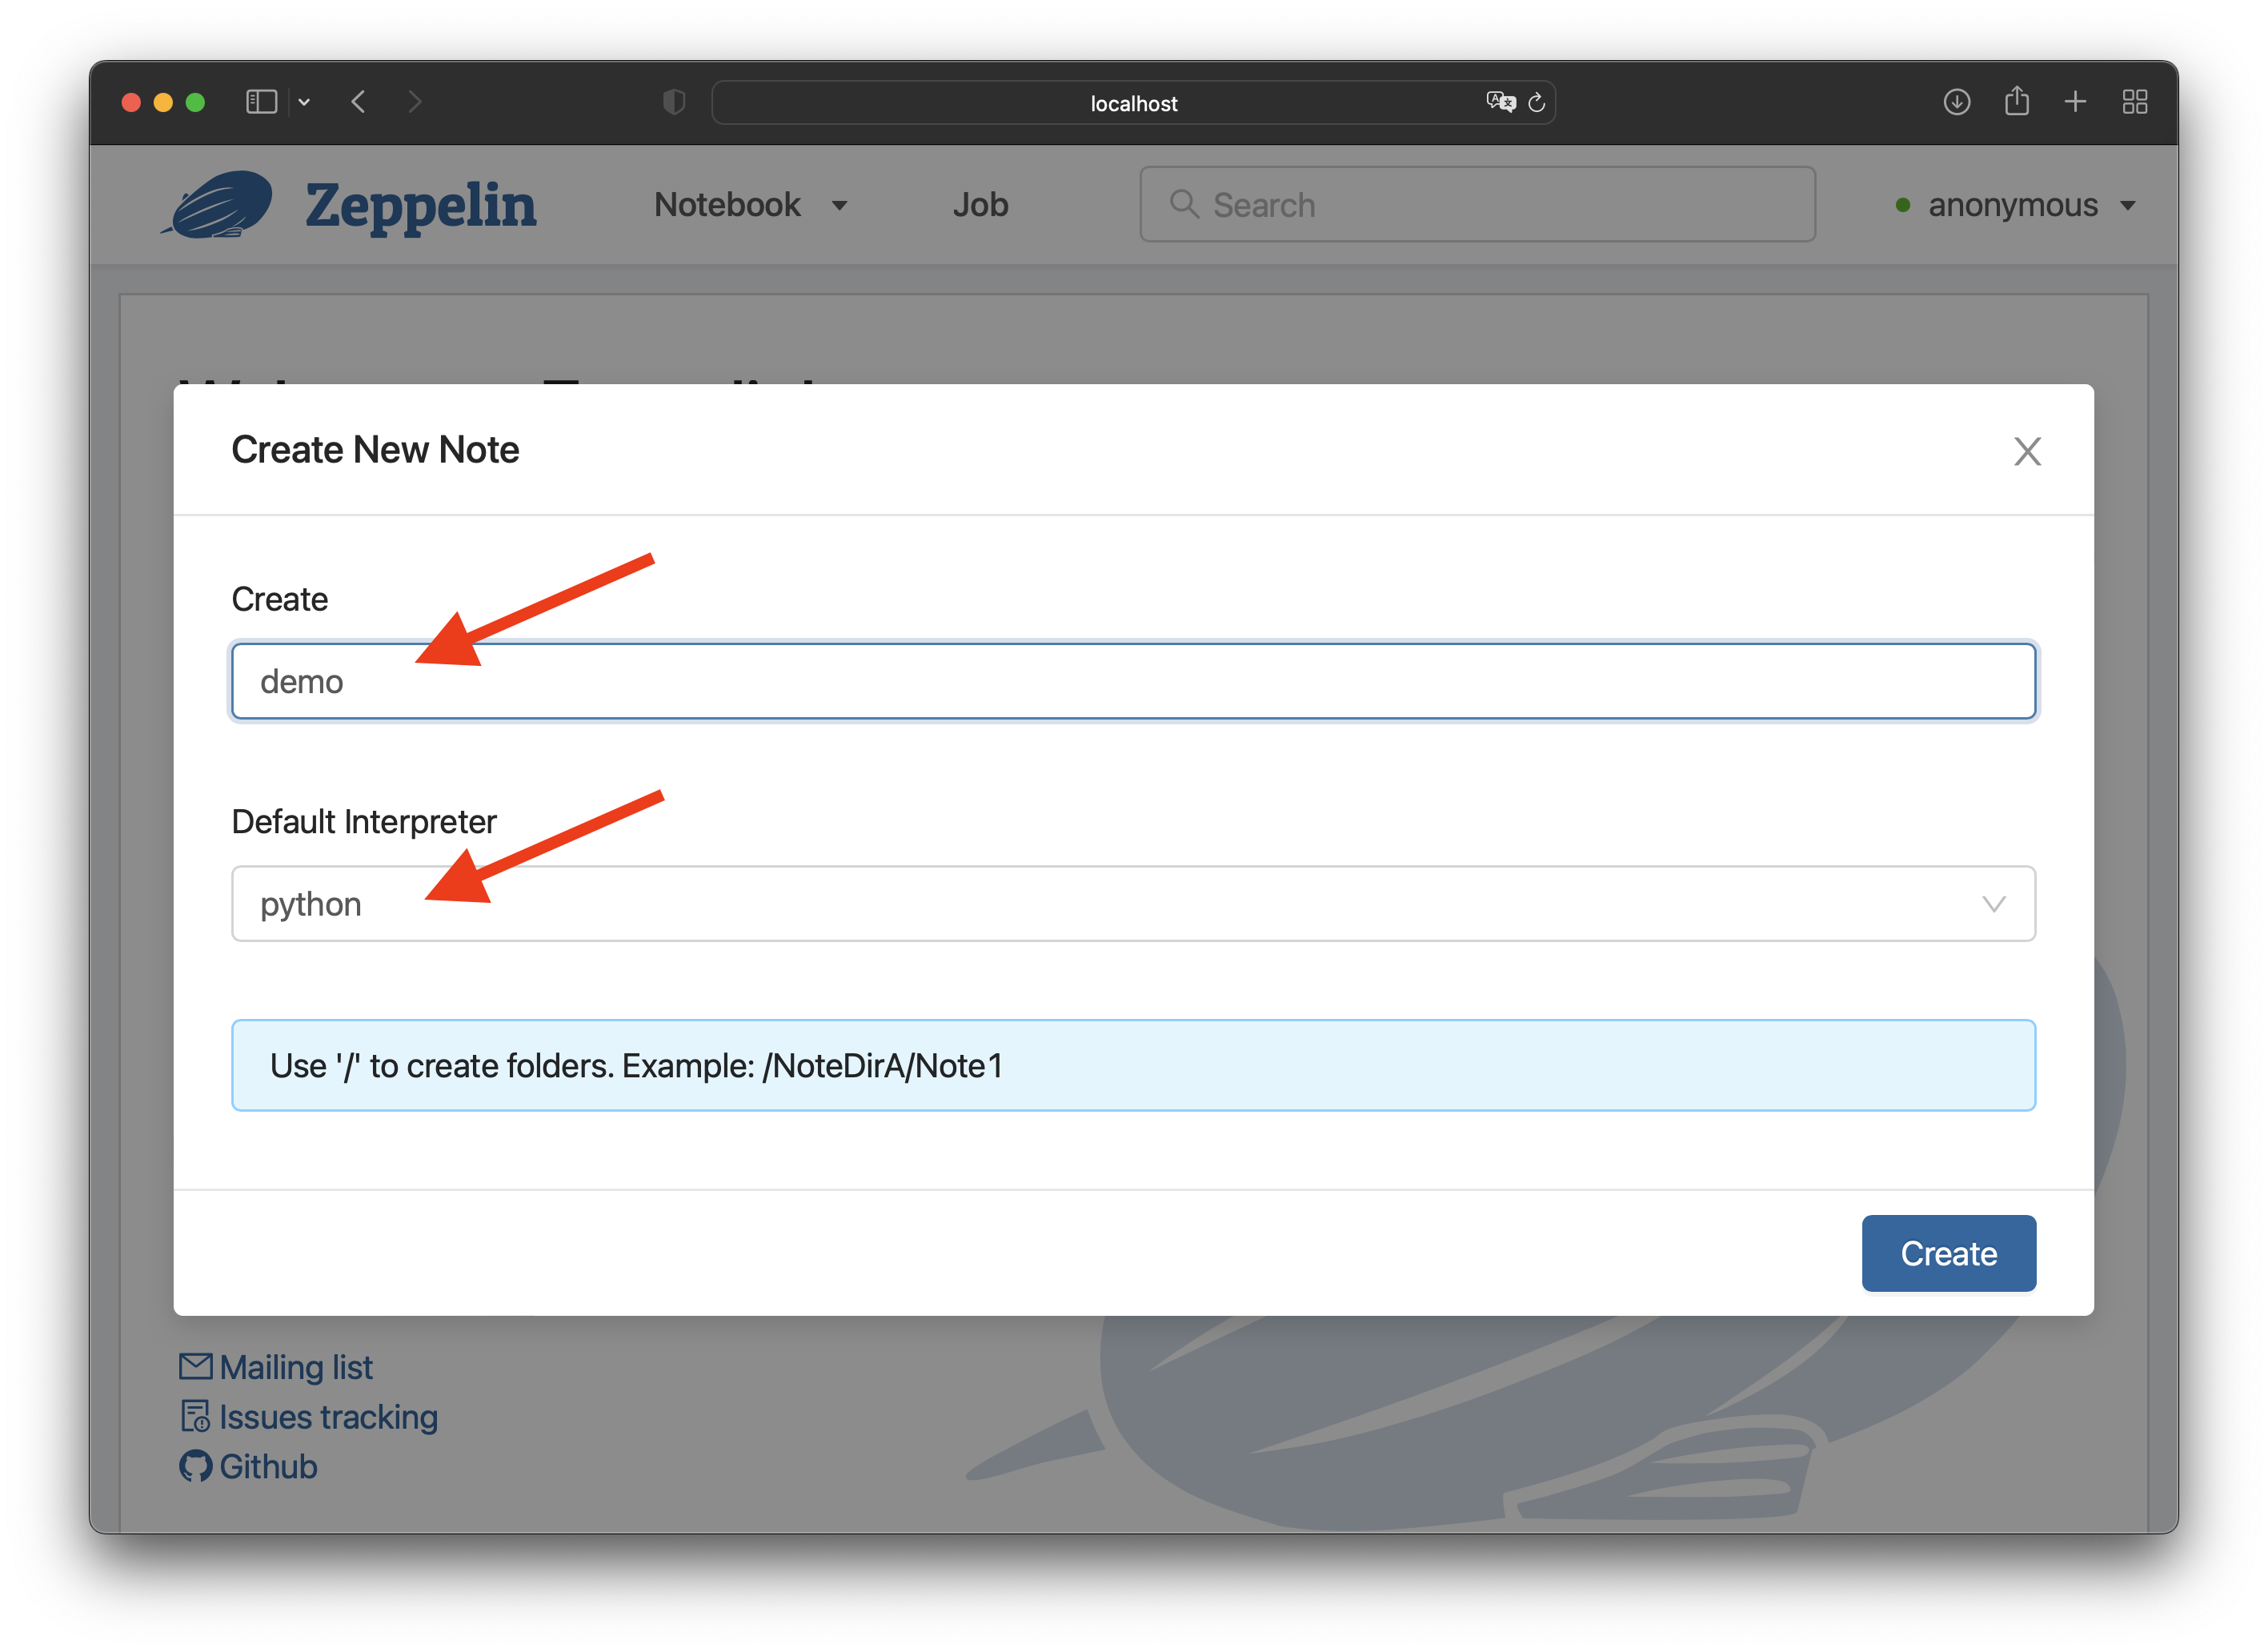 localhost
Zeppelin
Notebook
Job
Search
anonymous
Create New Note
Create
demo
Default Interpreter
python
Use '/' to create folders. Example: /NoteDirA/Note1
Create
Mailing list
Issues tracking
Github